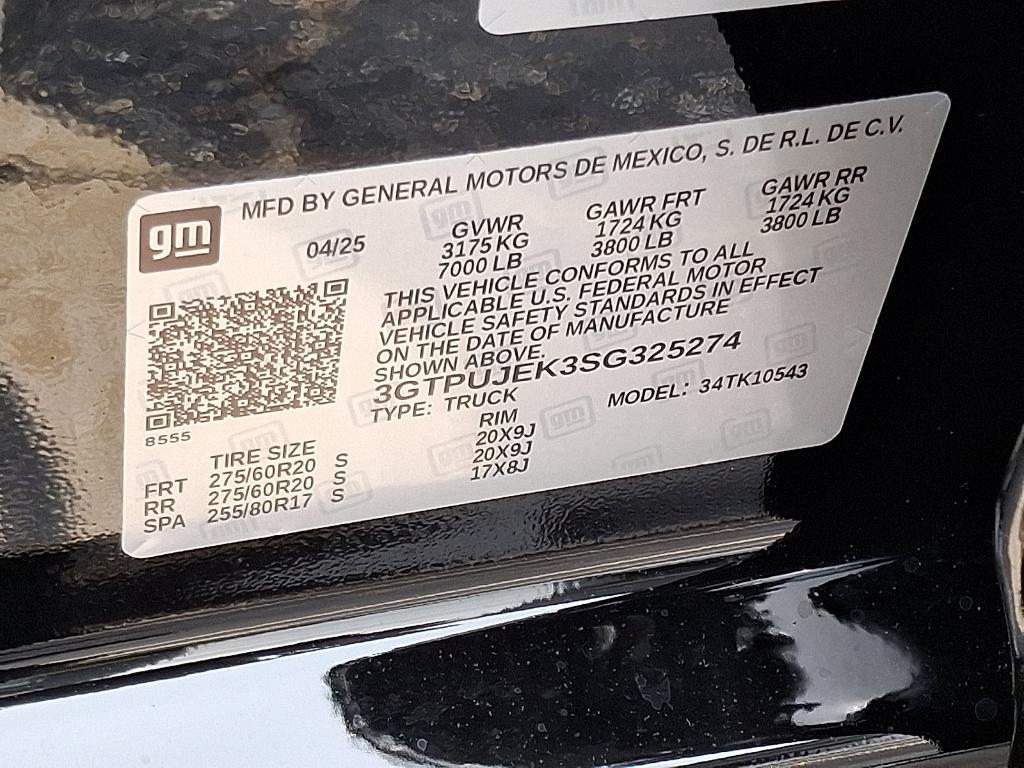 MFD BY GENERAL MOTORS DE MEXICO, S. DE R.L. DE C.V.
gm
04/25
GVWR
3175 KG
7000 LB
GAWR FRT
1724 KG
3800 LB
GAWR RR
1724 KG
3800 LB
THIS VEHICLE CONFORMS TO ALL
APPLICABLE U.S. FEDERAL MOTOR
VEHICLE SAFETY STANDARDS IN EFFECT
ON THE DATE OF MANUFACTURE
SHOWN ABOVE.
3GTPUJEK3SG325274
TYPE: TRUCK
MODEL: 34TK10543
8555
TIRE SIZE RIM
FRT 275/60R20 S 20X9J
RR 275/60R20 S 20X9J
SPA 255/80R17 S 17X8J